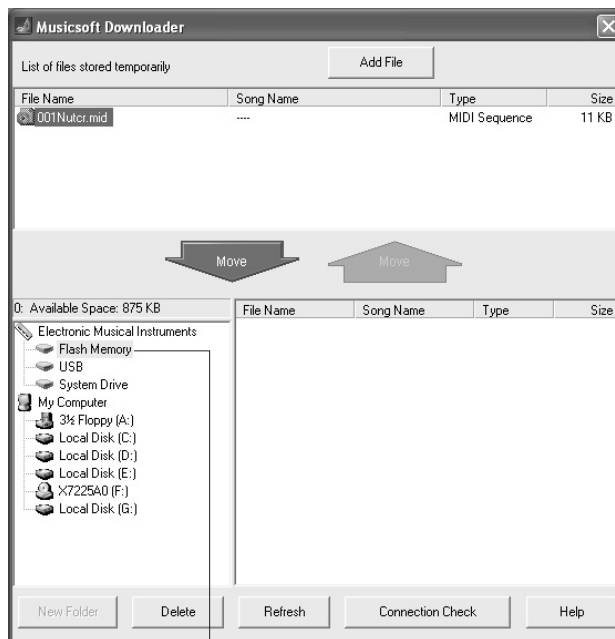 Musicsoft Downloader
List of files stored temporarily
Add File
File Name Song Name Type Size
001Nutcr.mid ---- MIDI Sequence 11 KB
Move Move
0: Available Space: 875 KB
File Name Song Name Type Size
Electronic Musical Instruments
Flash Memory
USB
System Drive
My Computer
3½ Floppy (A:)
Local Disk (C:)
Local Disk (D:)
Local Disk (E:)
X7225A0 (F:)
Local Disk (G:)
New Folder Delete Refresh Connection Check Help